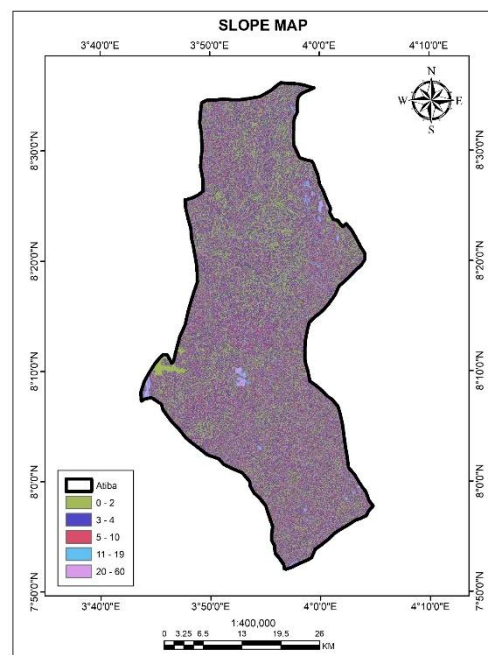 SLOPE MAP
3°40'0"E 3°50'0"E 4°0'0"E 4°10'0"E
N
W E
S
8°30'0"N 8°30'0"N
8°20'0"N 8°20'0"N
8°10'0"N 8°10'0"N
8°0'0"N 8°0'0"N
7°50'0"N 7°50'0"N
Atiba
0 - 2
3 - 4
5 - 10
11 - 19
20 - 60
3°40'0"E 3°50'0"E 4°0'0"E 4°10'0"E
1:400,000
0 3.25 6.5 13 19.5 26
KM